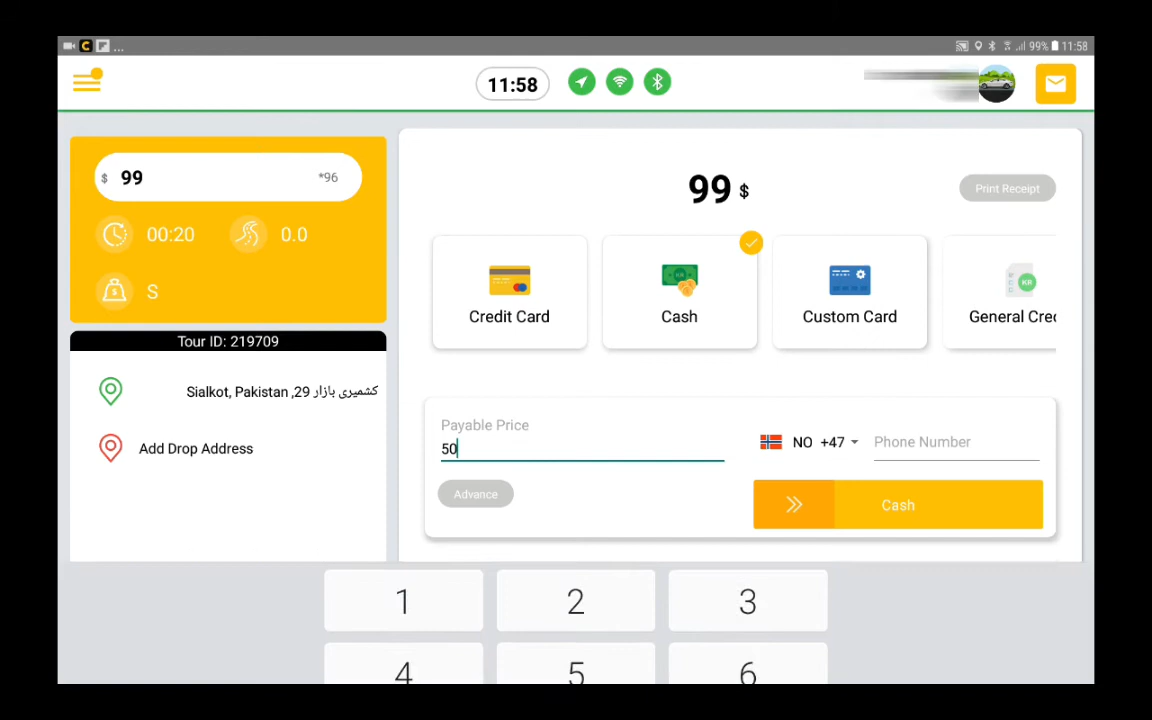 ...
99%
11:58
11:58
$ 99 *96
00:20 0.0
S
Tour ID: 219709
Sialkot, Pakistan ,29 کشمیری بازار
Add Drop Address
99 $
Print Receipt
Credit Card
Cash
Custom Card
General Cre
Payable Price
50
NO +47 Phone Number
Advance
Cash
1 2 3
4 5 6